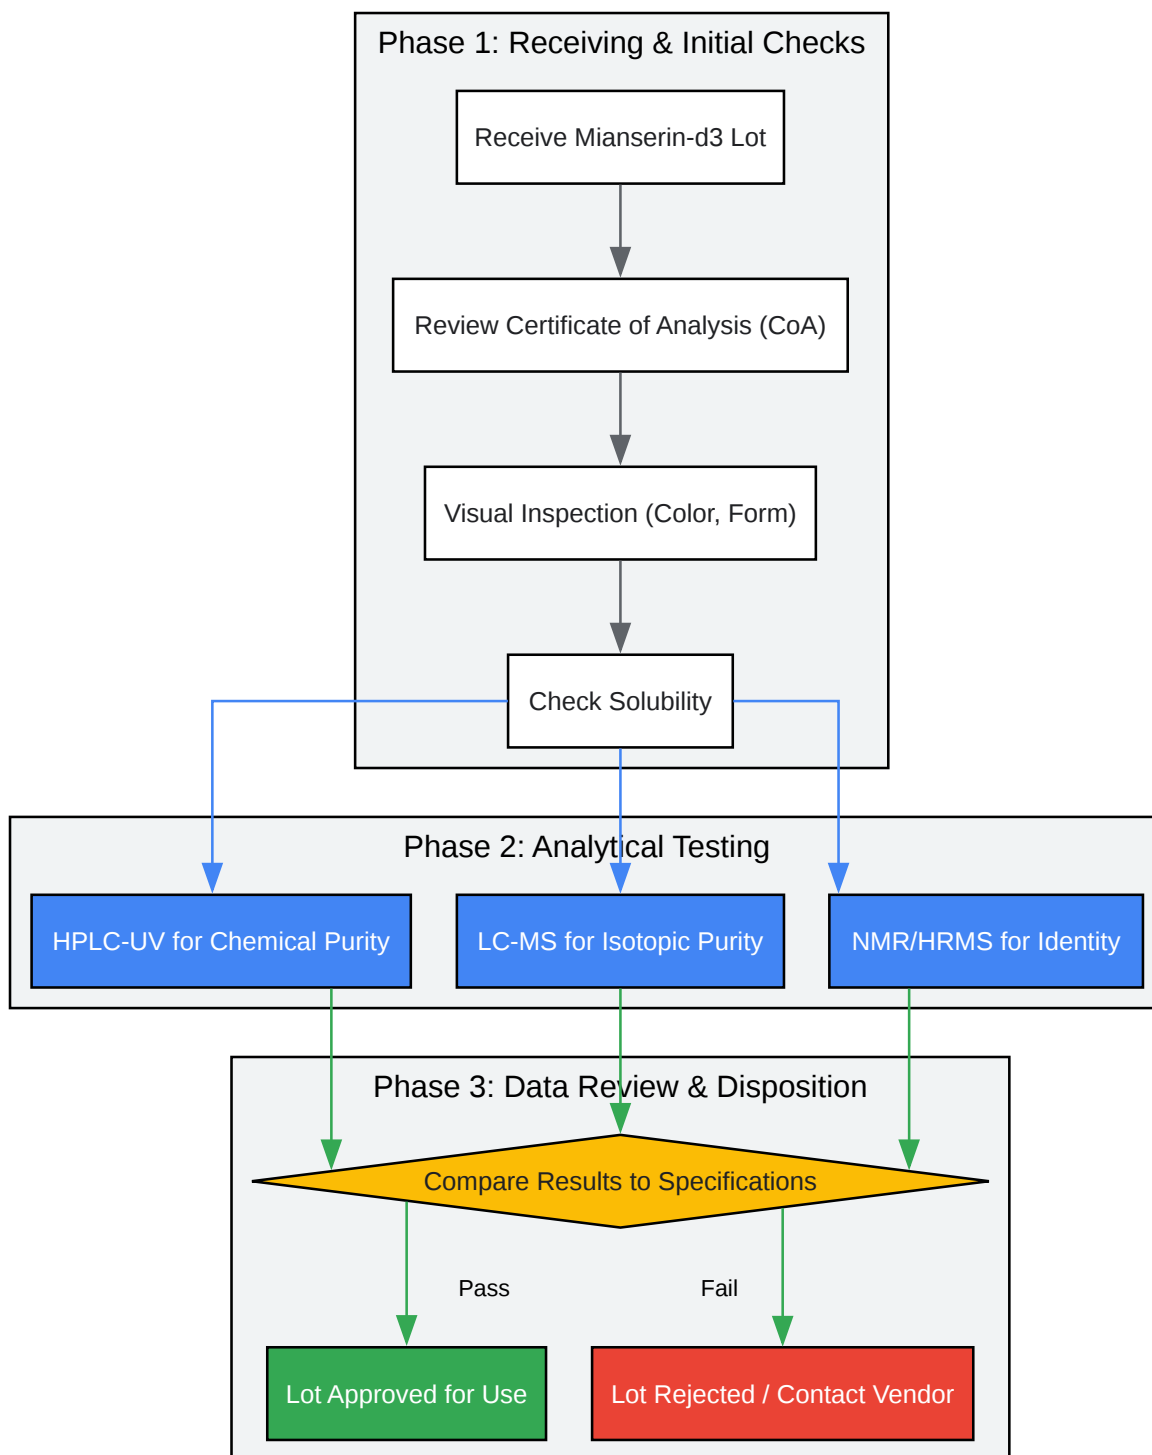 Phase 1: Receiving & Initial Checks
Receive Mianserin-d3 Lot
Review Certificate of Analysis (CoA)
Visual Inspection (Color, Form)
Check Solubility
Phase 2: Analytical Testing
HPLC-UV for Chemical Purity
LC-MS for Isotopic Purity
NMR/HRMS for Identity
Phase 3: Data Review & Disposition
Compare Results to Specifications
Pass
Fail
Lot Approved for Use
Lot Rejected / Contact Vendor